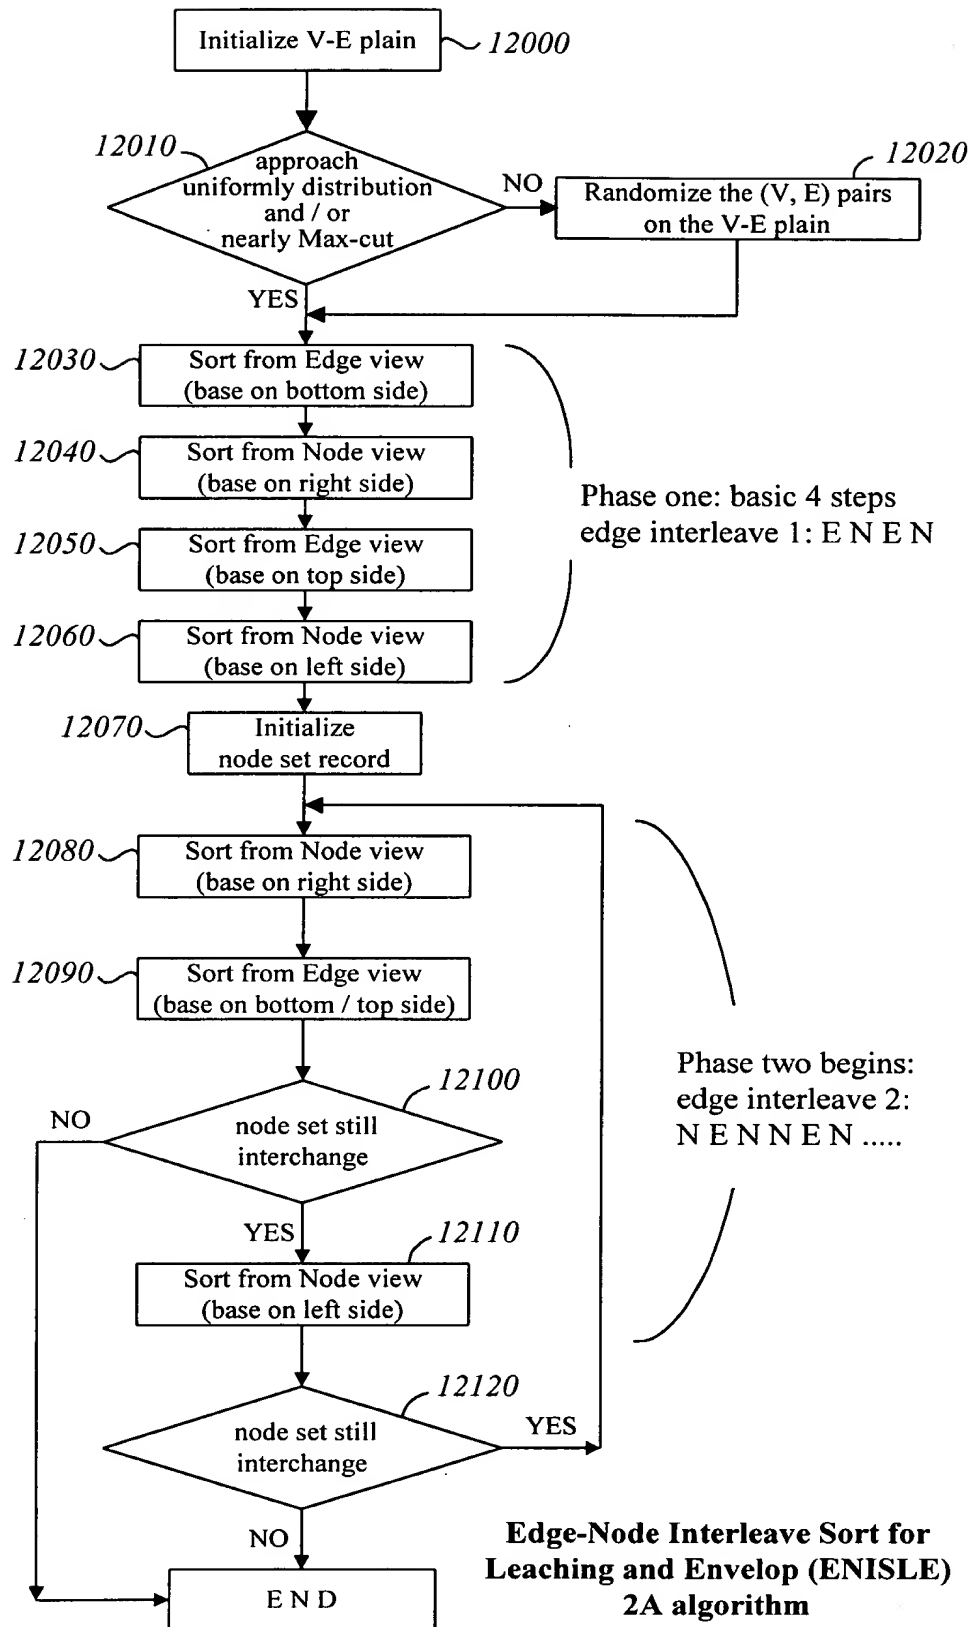 Initialize V-E plain
12000
12010
approach
uniformly distribution
and / or
nearly Max-cut
NO
12020
Randomize the (V, E) pairs
on the V-E plain
YES
12030
Sort from Edge view
(base on bottom side)
12040
Sort from Node view
(base on right side)
12050
Sort from Edge view
(base on top side)
12060
Sort from Node view
(base on left side)
Phase one: basic 4 steps
edge interleave 1: E N E N
12070
Initialize
node set record
12080
Sort from Node view
(base on right side)
12090
Sort from Edge view
(base on bottom / top side)
12100
node set still
interchange
NO
YES
Phase two begins:
edge interleave 2:
N E N N E N .....
12110
Sort from Node view
(base on left side)
12120
node set still
interchange
YES
NO
E N D
Edge-Node Interleave Sort for
Leaching and Envelop (ENISLE)
2A algorithm